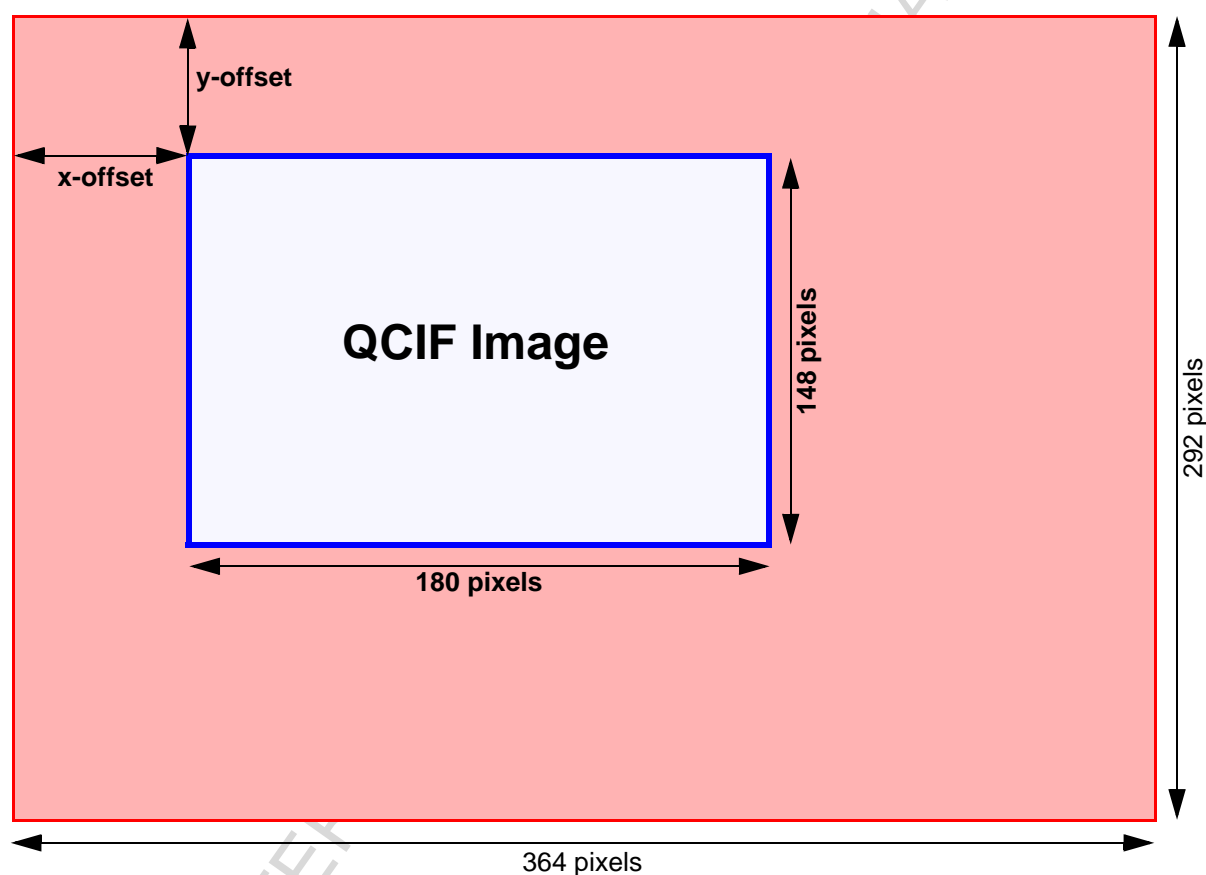 y-offset
x-offset
QCIF Image
148 pixels
180 pixels
292 pixels
364 pixels